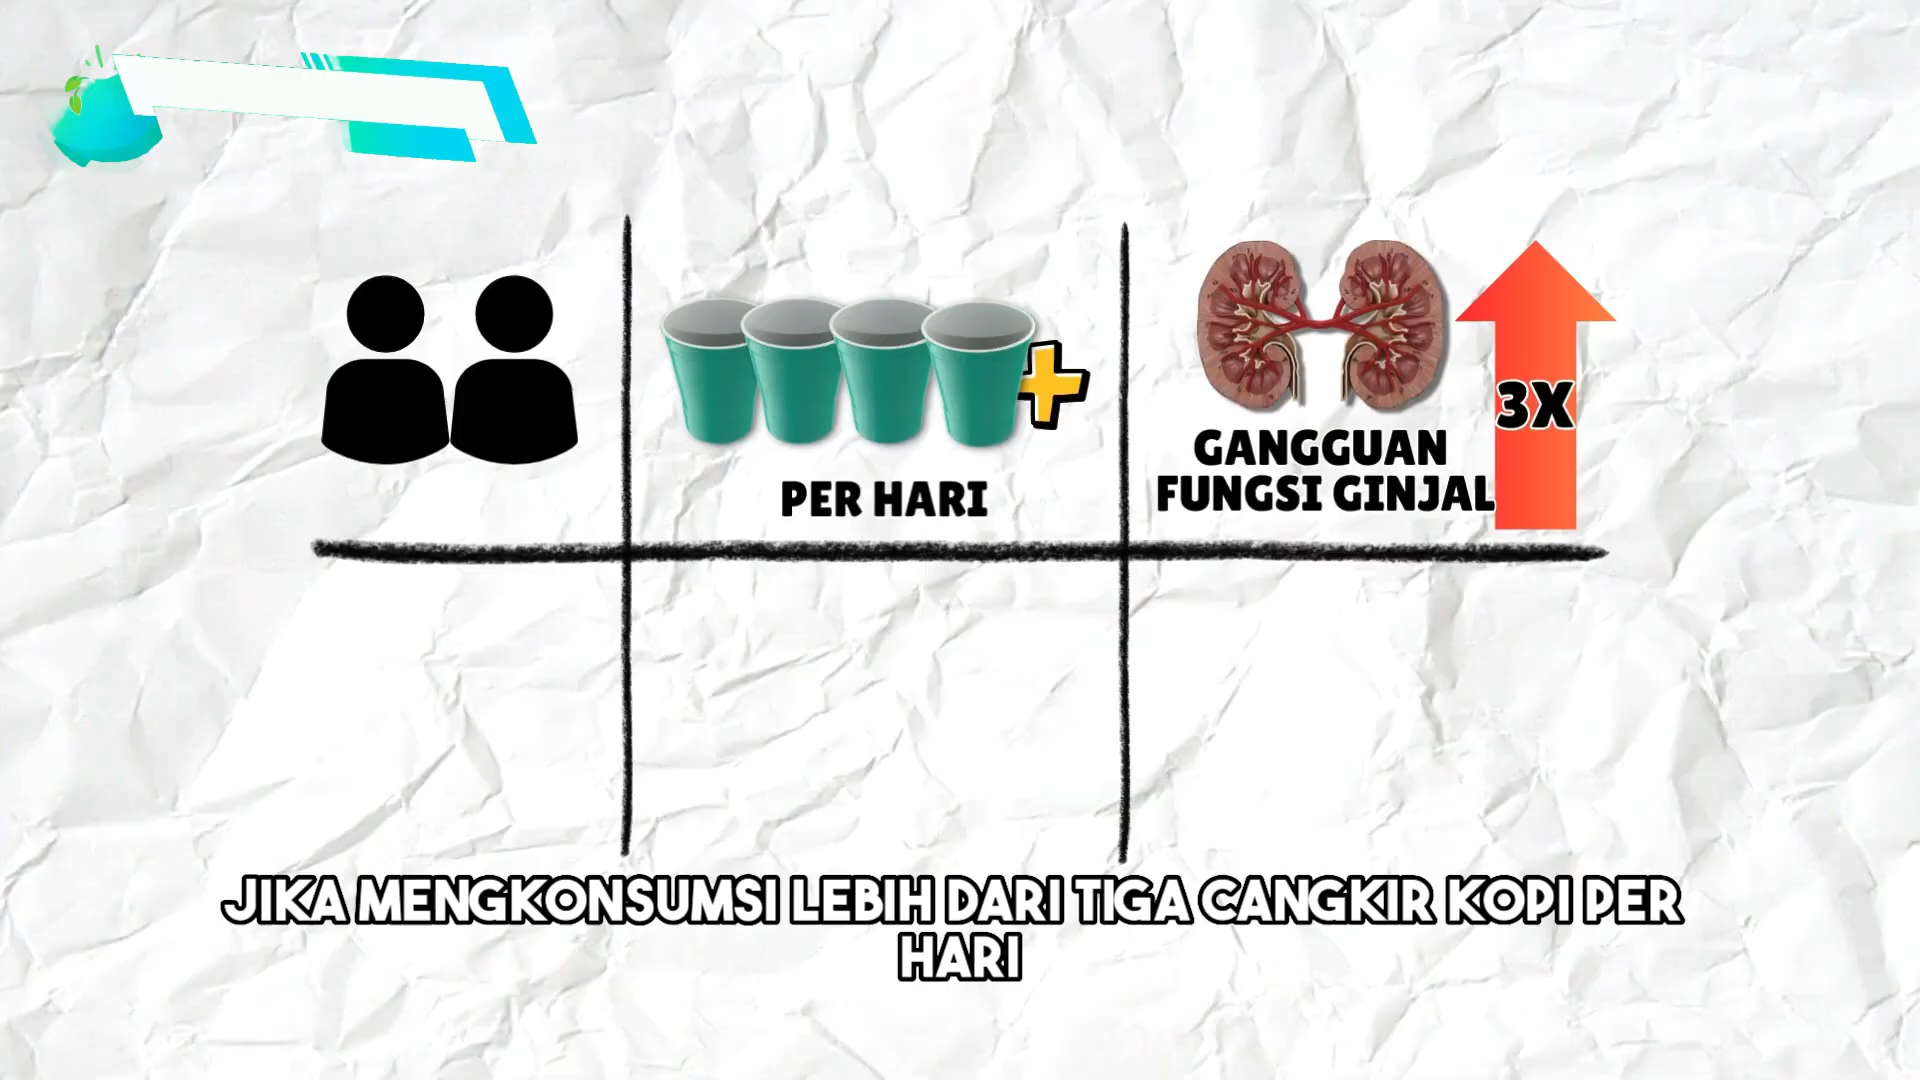 3X
GANGGUAN
FUNGSI GINJAL
PER HARI
JIKA MENGKONSUMSI LEBIH DARI TIGA CANGKIR KOPI PER
HARI